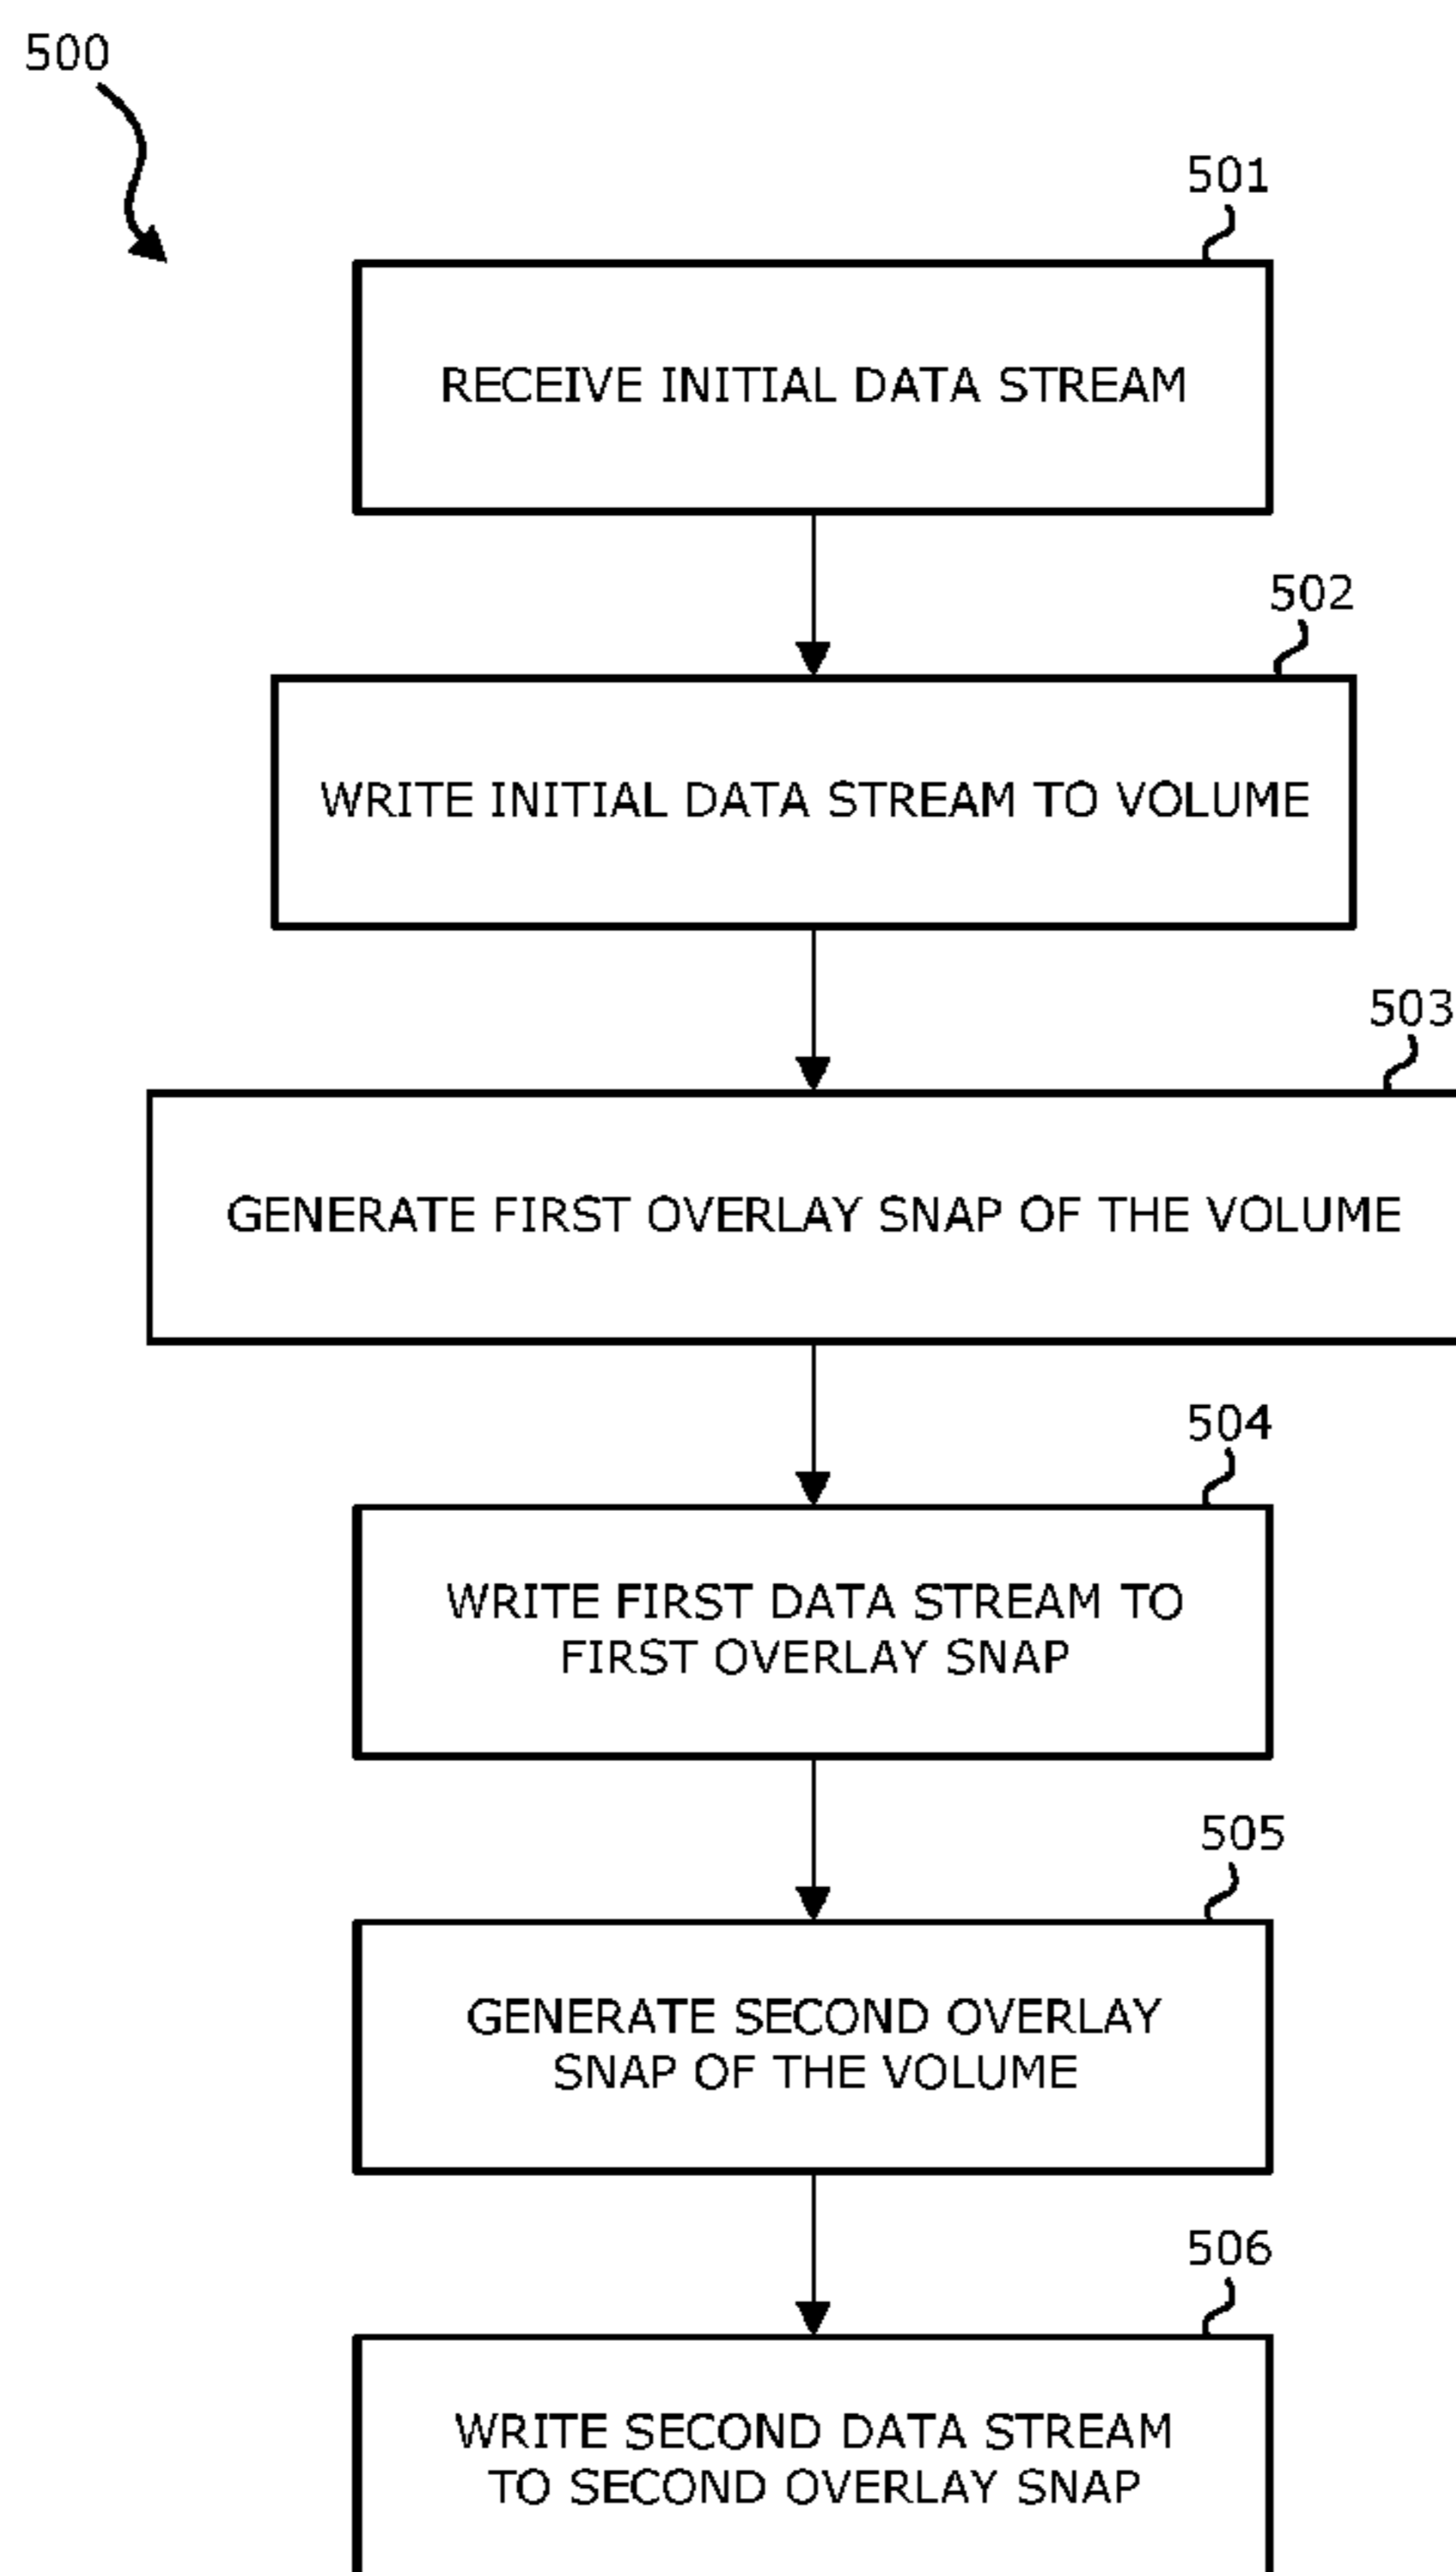 500
501
RECEIVE INITIAL DATA STREAM
502
WRITE INITIAL DATA STREAM TO VOLUME
503
GENERATE FIRST OVERLAY SNAP OF THE VOLUME
504
WRITE FIRST DATA STREAM TO
FIRST OVERLAY SNAP
505
GENERATE SECOND OVERLAY
SNAP OF THE VOLUME
506
WRITE SECOND DATA STREAM
TO SECOND OVERLAY SNAP